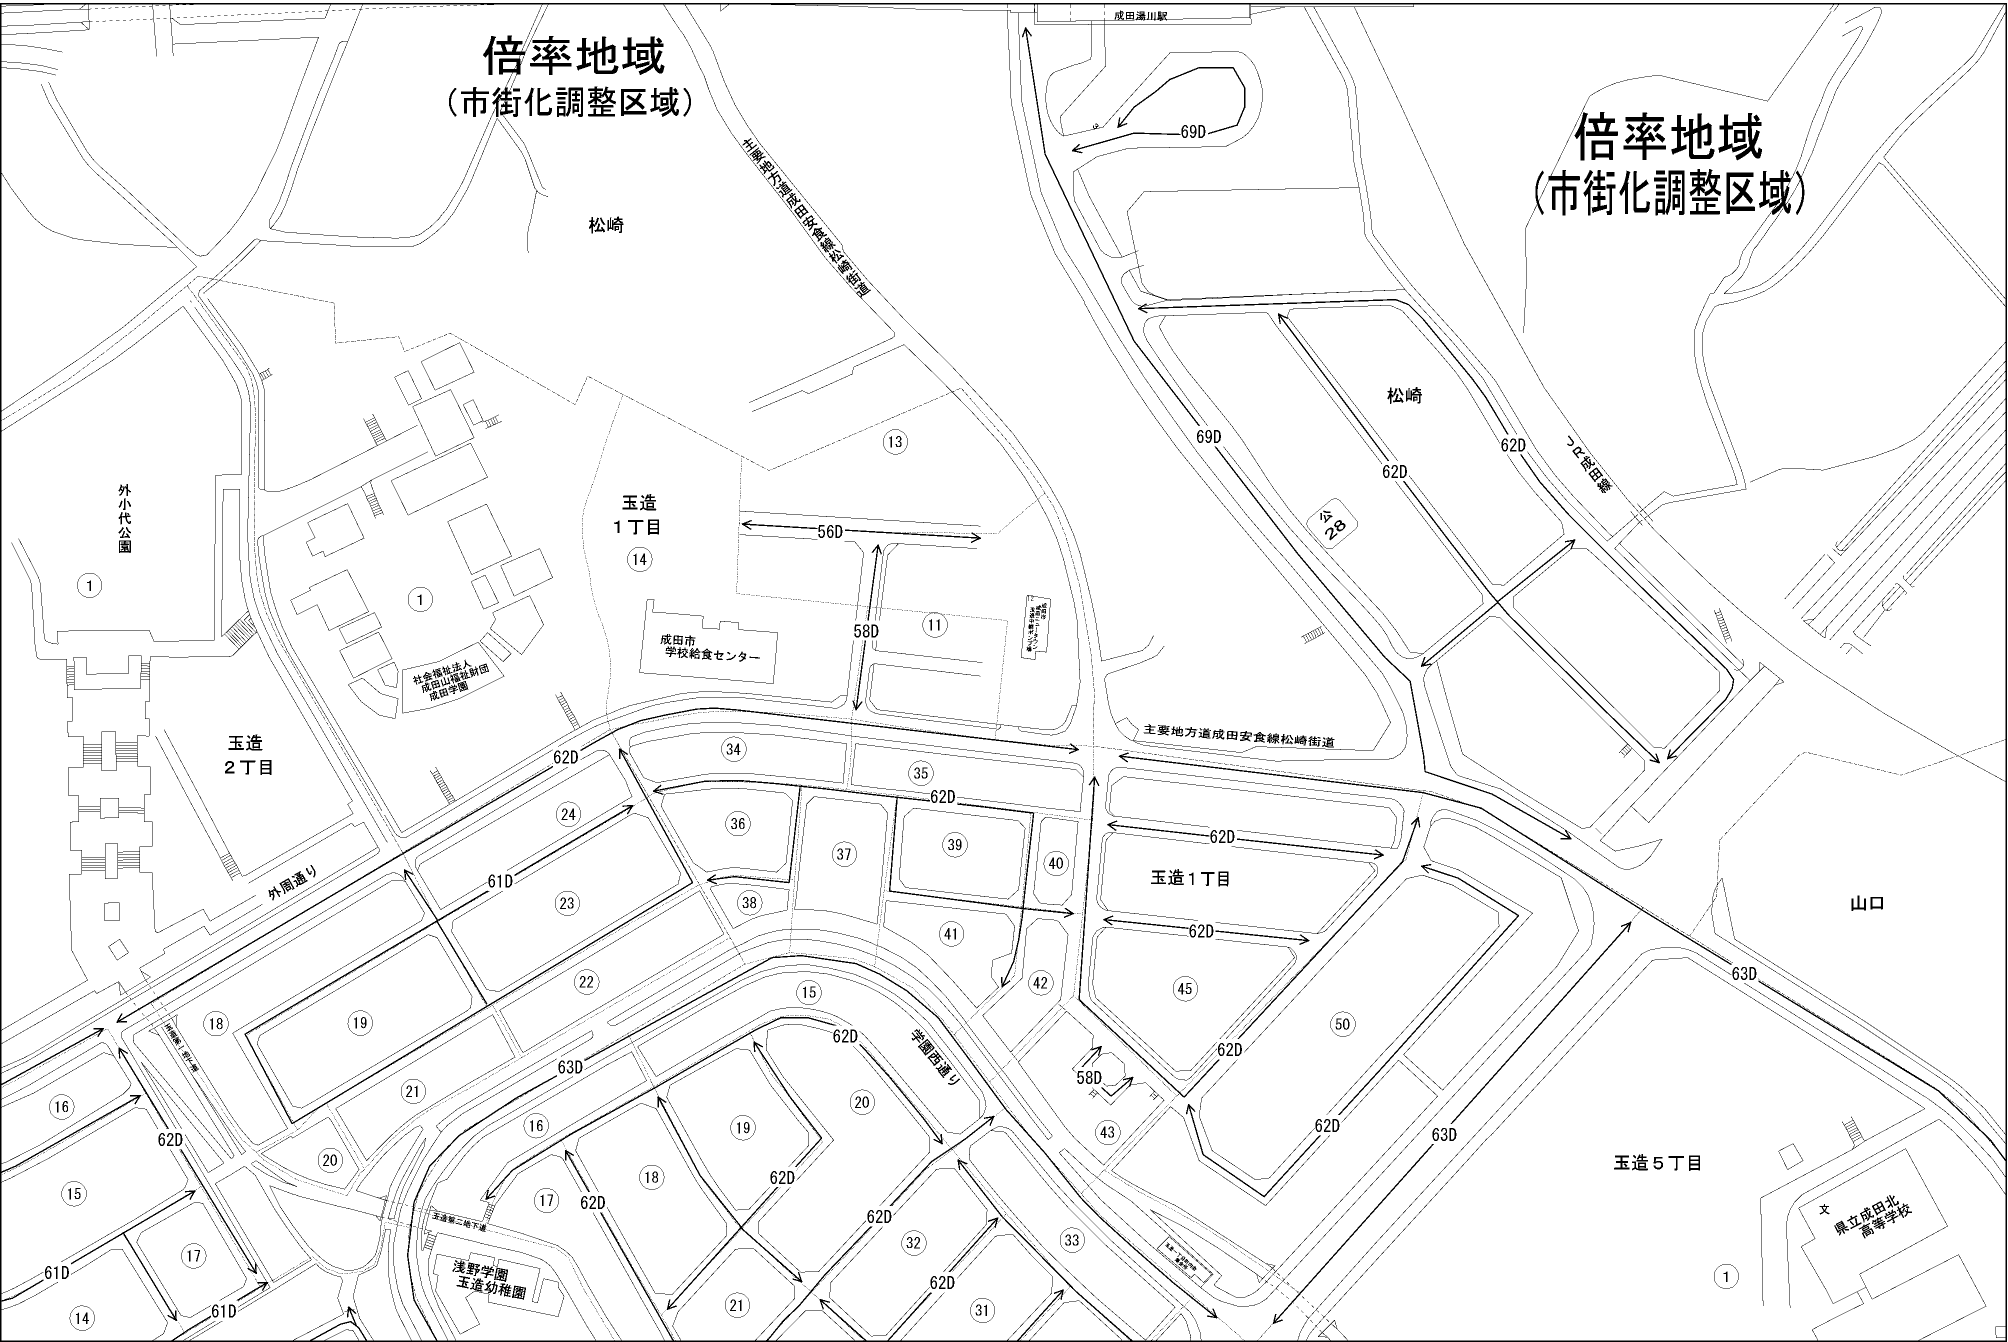 成田湯川駅
倍率地域
(市街化調整区域)
倍率地域
(市街化調整区域)
69D
主要地方道成田安食線松崎街道
松崎
松崎
69D
62D
62D
JR成田線
公
28
13
外小代公園
玉造
1丁目
14
56D
1
1
11
58D
成田市
学校給食センター
社会福祉法人
成田山福祉財団
成田学園
玉造
2丁目
62D
34
35
主要地方道成田安食線松崎街道
62D
24
36
37
39
40
62D
玉造1丁目
外周通り
61D
23
38
41
62D
山口
63D
22
42
45
18
19
15
50
62D
学園西通り
62D
63D
58D
21
16
16
19
20
43
62D
63D
62D
20
18
62D
玉造5丁目
15
17
62D
62D
玉造第二地下道
文
県立成田北
高等学校
17
32
33
61D
浅野学園
玉造幼稚園
62D
1
14
61D
21
31